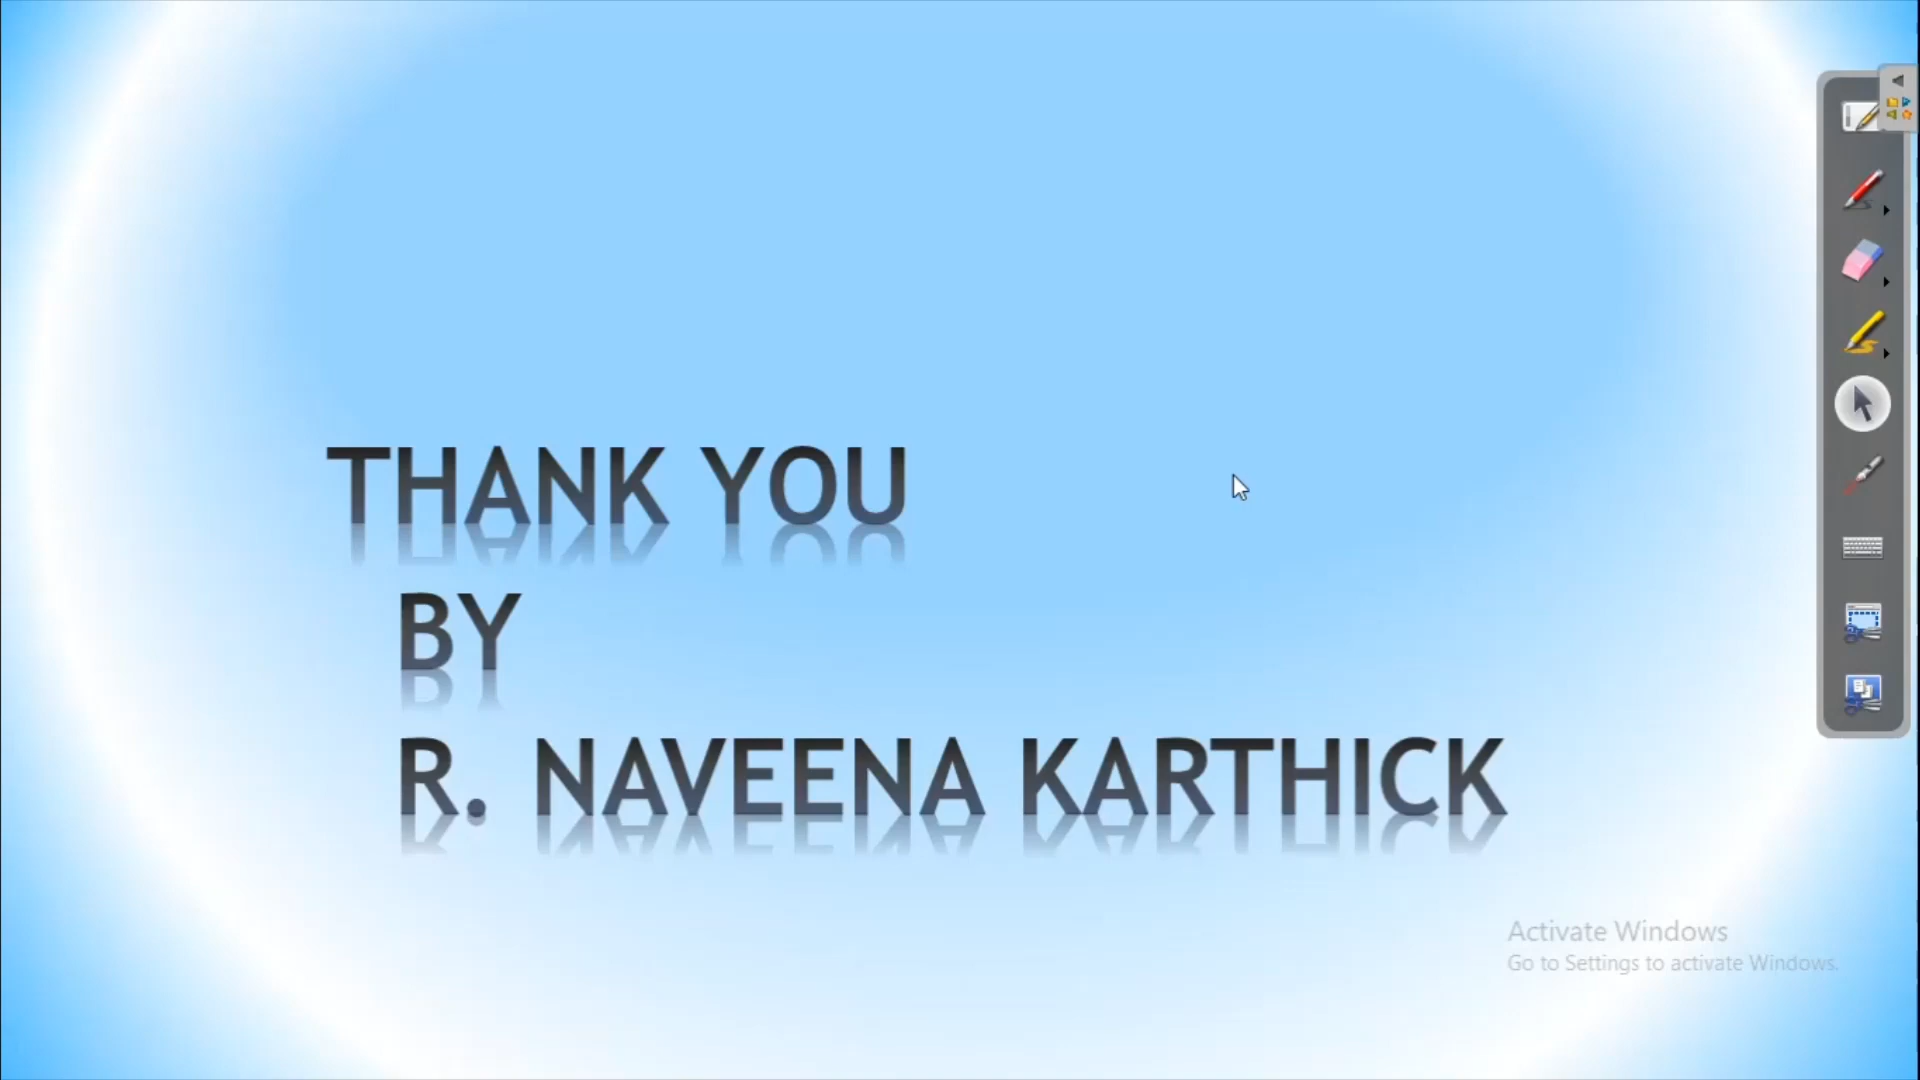 THANK YOU
BY
R. NAVEENA KARTHICK
Activate Windows
Go to Settings to activate Windows.